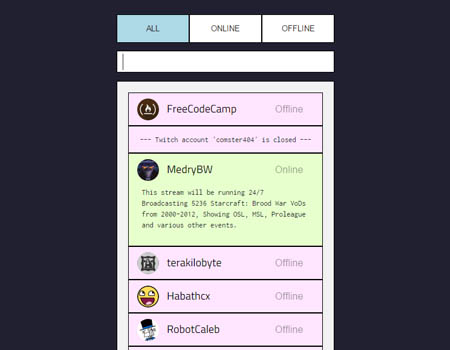 ALL
ONLINE
OFFLINE
FreeCodeCamp
Offline
--- Twitch account 'comster404' is closed ---
MedryBW
Online
This stream will be running 24/7
Broadcasting 5236 Starcraft: Brood War VoDs
from 2000-2012, Showing OSL, MSL, Proleague
and various other events.
terakilobyte
Offline
Habathcx
Offline
RobotCaleb
Offline